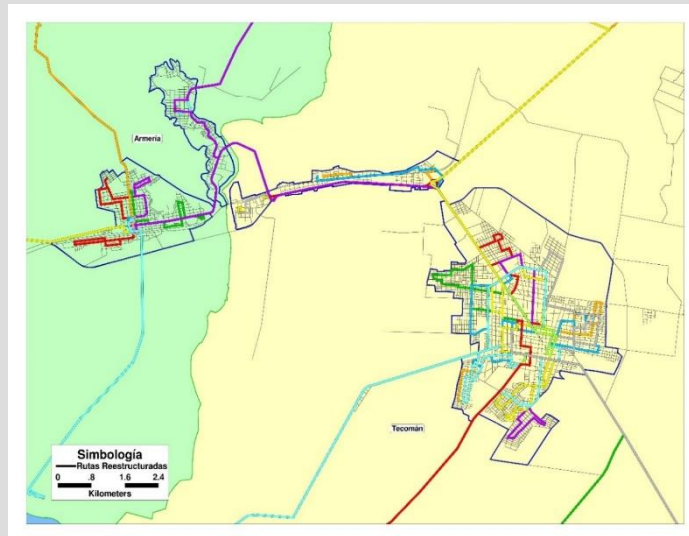 Armería
Tecomán
Simbología
Rutas Reestructuradas
0 .8 1.6 2.4
Kilometers